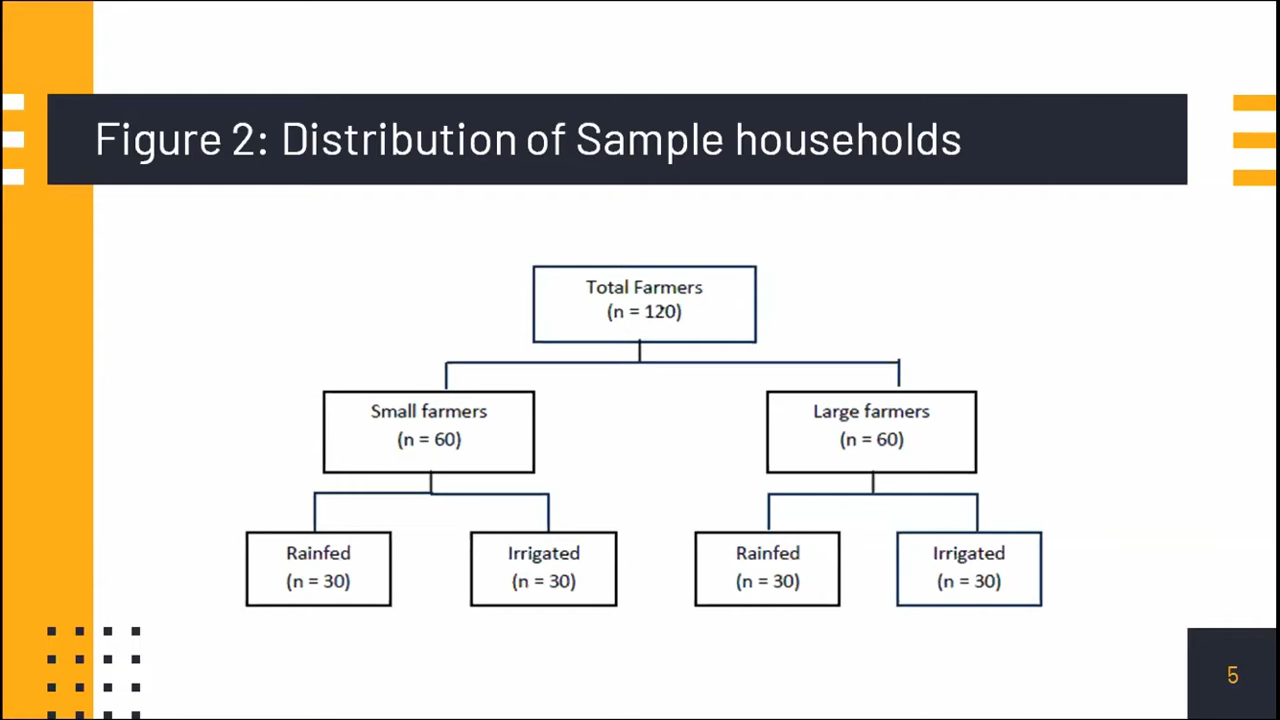 Figure 2: Distribution of Sample households
Total Farmers
(n = 120)
Small farmers
(n = 60)
Large farmers
(n = 60)
Rainfed
(n = 30)
Irrigated
(n = 30)
Rainfed
(n = 30)
Irrigated
(n = 30)
5